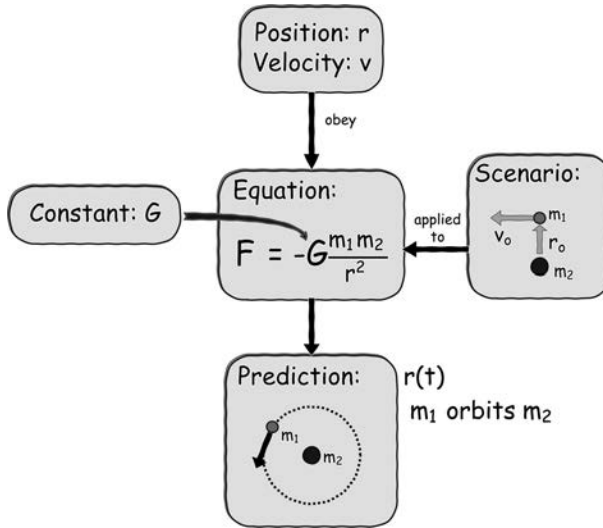 Position: r
Velocity: v
obey
Equation:
F = -G m₁m₂/r²
Constant: G
applied
to
Scenario:
m₁
v₀
r₀
m₂
Prediction:
m₁
m₂
r(t)
m₁ orbits m₂